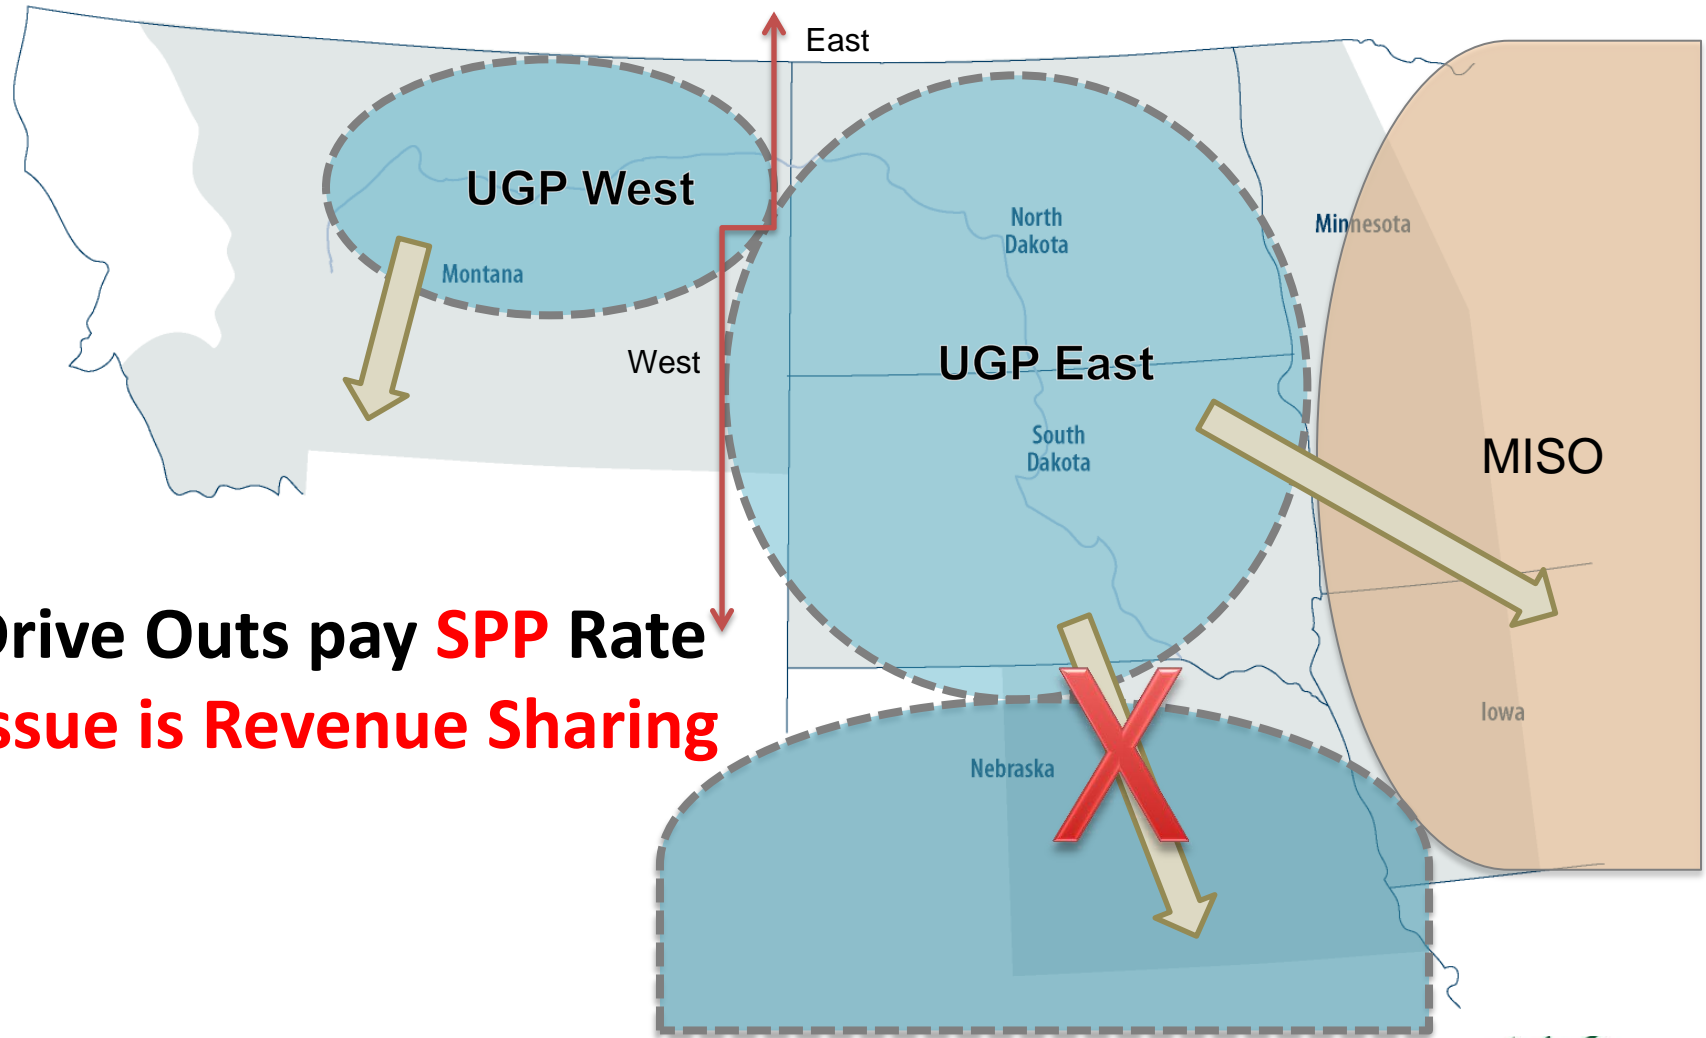 East
UGP West
North
Dakota
Minnesota
Montana
West
UGP East
South
Dakota
MISO
Drive Outs pay SPP Rate
ssue is Revenue Sharing
Iowa
Nebraska